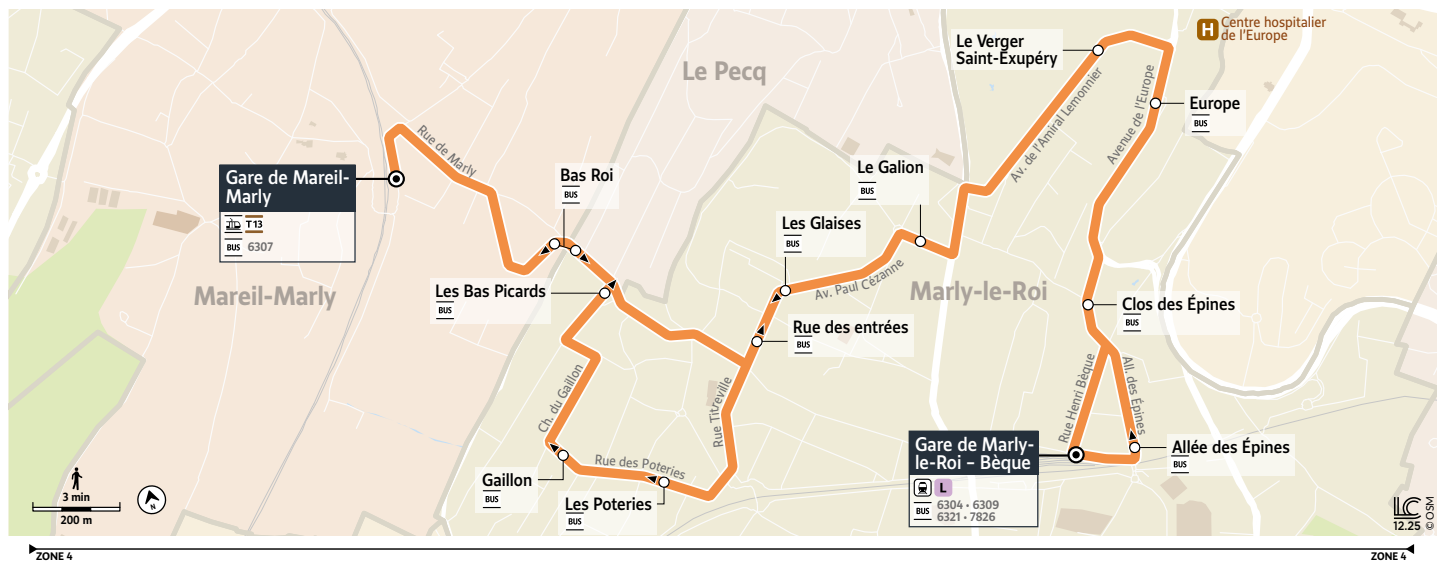 Centre hospitalier
de l'Europe
H
Le Verger
Saint-Exupéry
Le Pecq
Av. de l'Amiral Lemonnier
Avenue de l'Europe
Europe
BUS
Rue de Marly
Gare de Mareil-
Marly
T13
BUS 6307
Bas Roi
BUS
Le Galion
BUS
Les Glaises
BUS
Mareil-Marly
Les Bas Picards
BUS
Av. Paul Cézanne
Marly-le-Roi
Clos des Épines
BUS
Rue des entrées
BUS
Ch. du Gaillon
Rue Titreville
Rue Henri Bèque
All. des Épines
Gare de Marly-
le-Roi – Bèque
L
BUS 6304 • 6309
6321 • 7826
Allée des Épines
BUS
Rue des Poteries
Gaillon
BUS
Les Poteries
BUS
3 min
200 m
N
LC
12.25
© OSM
ZONE 4
ZONE 4